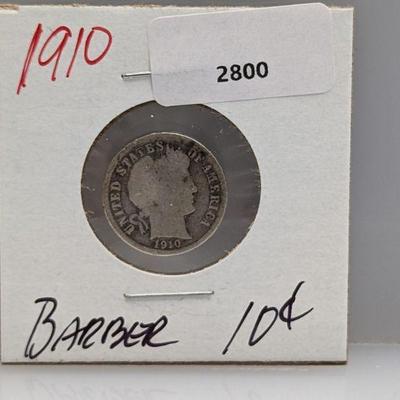 1910
2800
UNITED STATES OF AMERICA
1910
BARBER 10¢